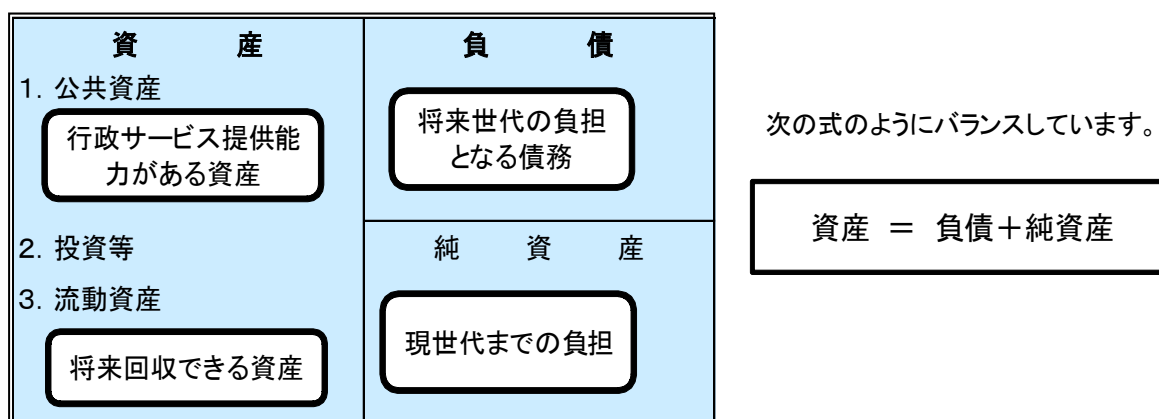 資　産
1．公共資産
行政サービス提供能
力がある資産
2．投資等
3．流動資産
将来回収できる資産
負　債
将来世代の負担
となる債務
純　資　産
現世代までの負担
次の式のようにバランスしています。
資産 ＝ 負債＋純資産